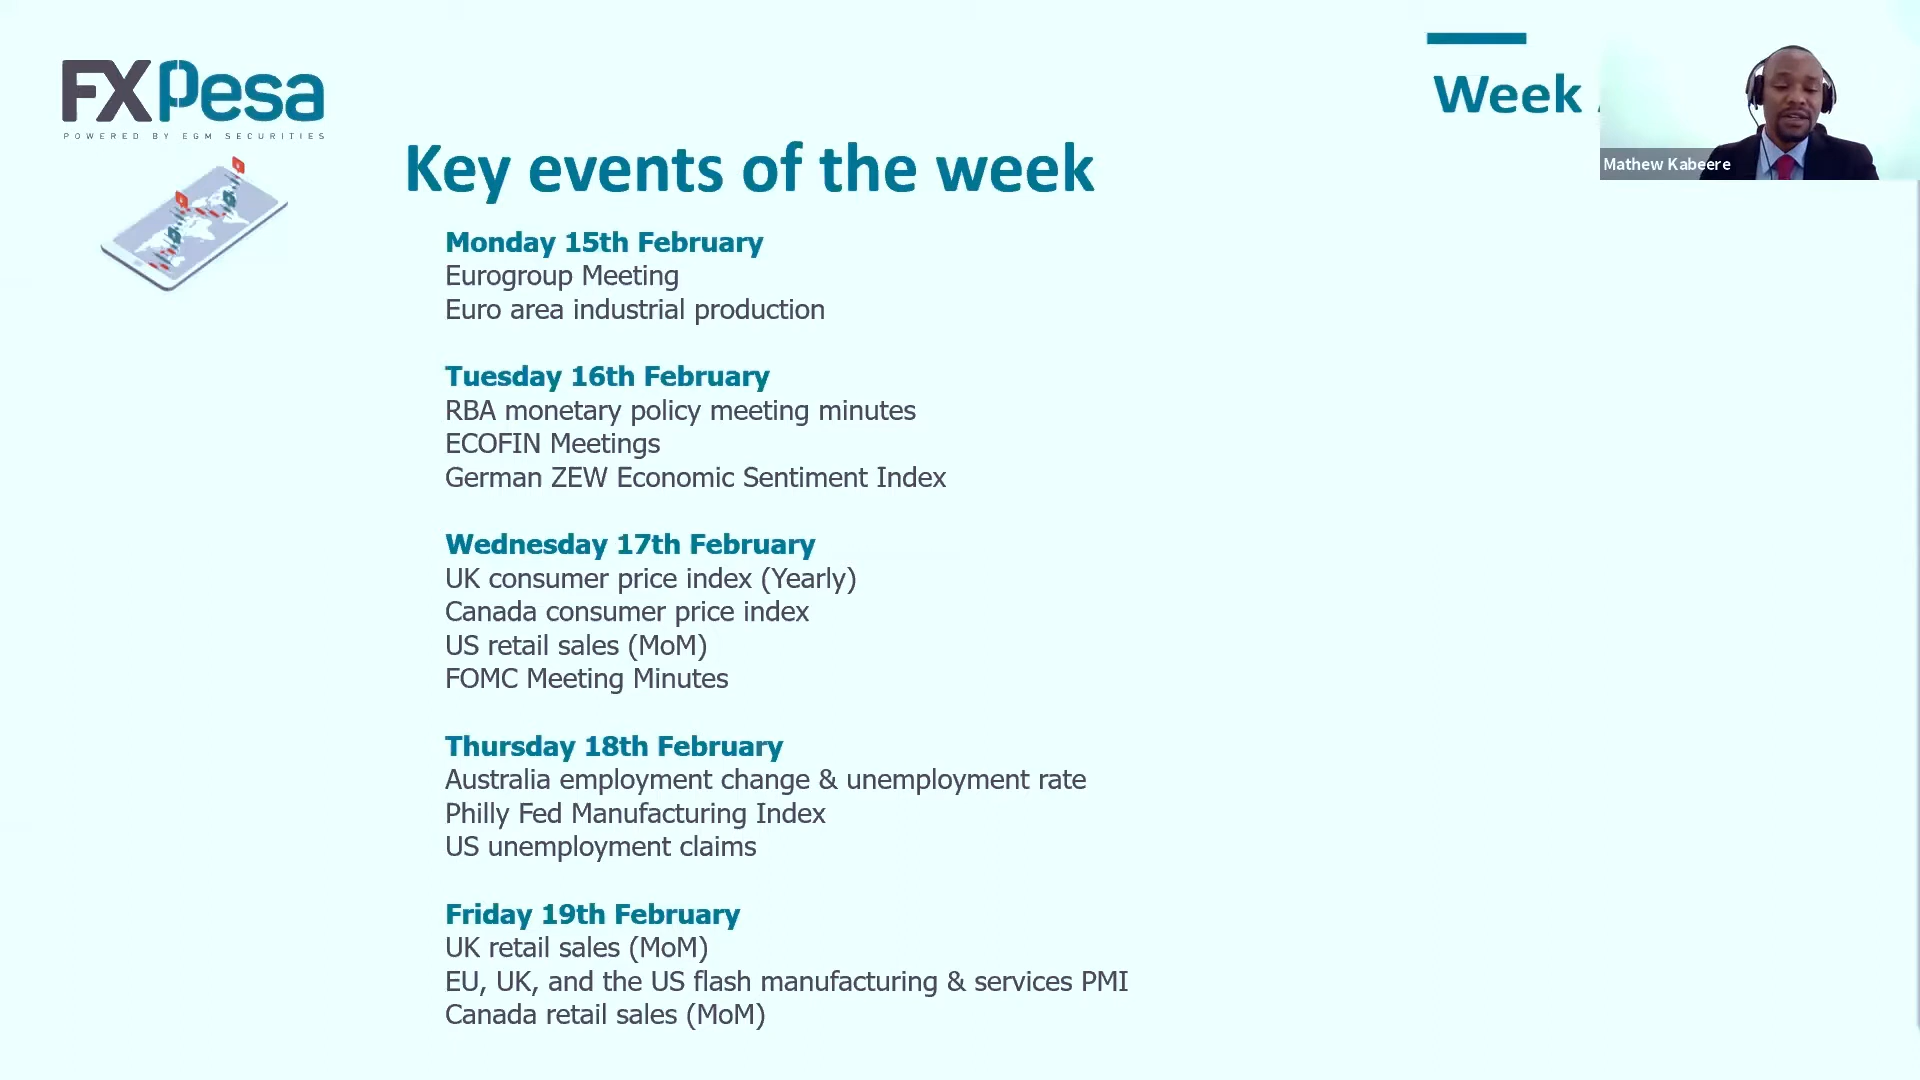 FXPesa
POWERED BY EGM SECURITIES
Week
Mathew Kabeere
Key events of the week
Monday 15th February
Eurogroup Meeting
Euro area industrial production
Tuesday 16th February
RBA monetary policy meeting minutes
ECOFIN Meetings
German ZEW Economic Sentiment Index
Wednesday 17th February
UK consumer price index (Yearly)
Canada consumer price index
US retail sales (MoM)
FOMC Meeting Minutes
Thursday 18th February
Australia employment change & unemployment rate
Philly Fed Manufacturing Index
US unemployment claims
Friday 19th February
UK retail sales (MoM)
EU, UK, and the US flash manufacturing & services PMI
Canada retail sales (MoM)